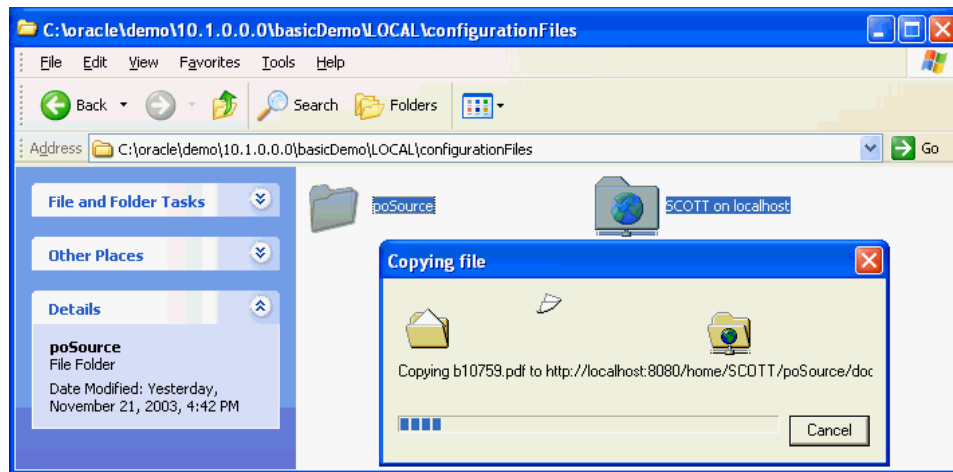 C:\oracle\demo\10.1.0.0.0\basicDemo\LOCAL\configurationFiles
File Edit View Favorites Tools Help
Back Search Folders
Address C:\oracle\demo\10.1.0.0.0\basicDemo\LOCAL\configurationFiles Go
File and Folder Tasks
poSource
SCOTT on localhost
Other Places
Details
poSource
File Folder
Date Modified: Yesterday,
November 21, 2003, 4:42 PM
Copying file
Copying b10759.pdf to http://localhost:8080/home/SCOTT/poSource/doc
Cancel